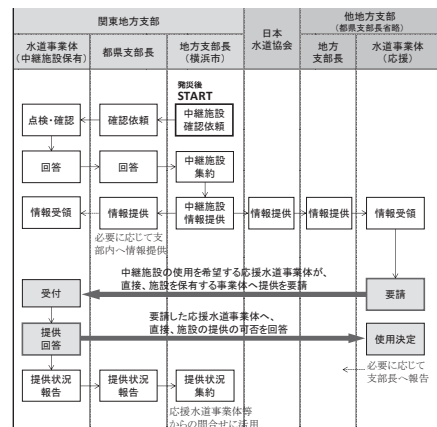 関東地方支部
日本
水道協会
他地方支部
(都県支部長省略)
水道事業体
(中継施設保有)
都県支部長
地方支部長
(横浜市)
地方
支部長
水道事業体
(応援)
発災後
START
点検・確認
確認依頼
中継施設
確認依頼
回答
回答
中継施設
集約
情報受領
情報提供
中継施設
情報提供
情報提供
情報提供
情報受領
必要に応じて支
部内へ情報提供
中継施設の使用を希望する応援水道事業体が、
直接、施設を保有する事業体へ提供を要請
受付
要請
要請した応援水道事業体へ、
直接、施設の提供の可否を回答
提供
回答
使用決定
必要に応じて
支部長へ報告
提供状況
報告
提供状況
報告
提供状況
集約
応援水道事業体等
からの問合せに活用